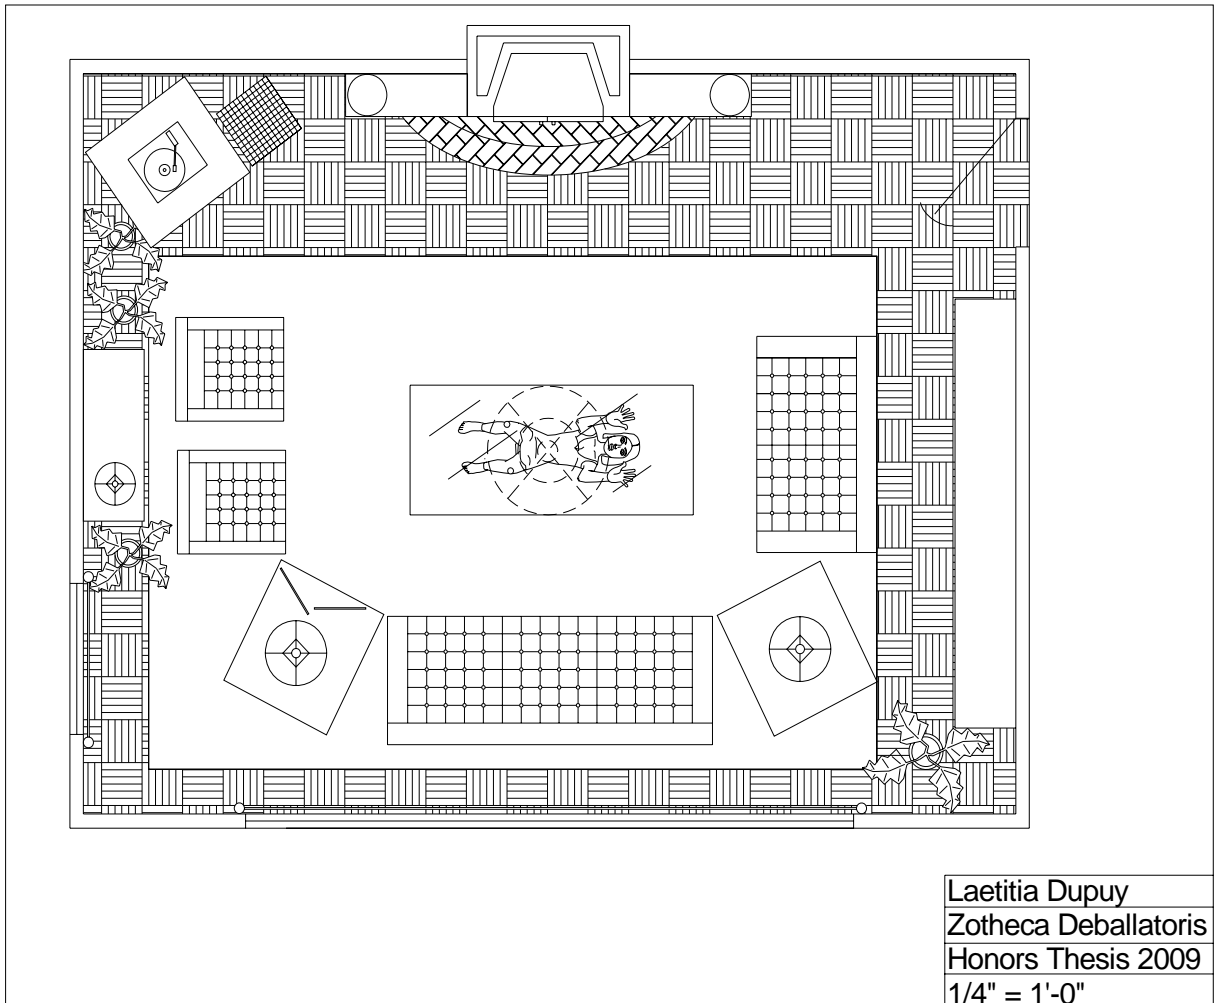 Laetitia Dupuy
Zotheca Deballatoris
Honors Thesis 2009
1/4" = 1'-0"